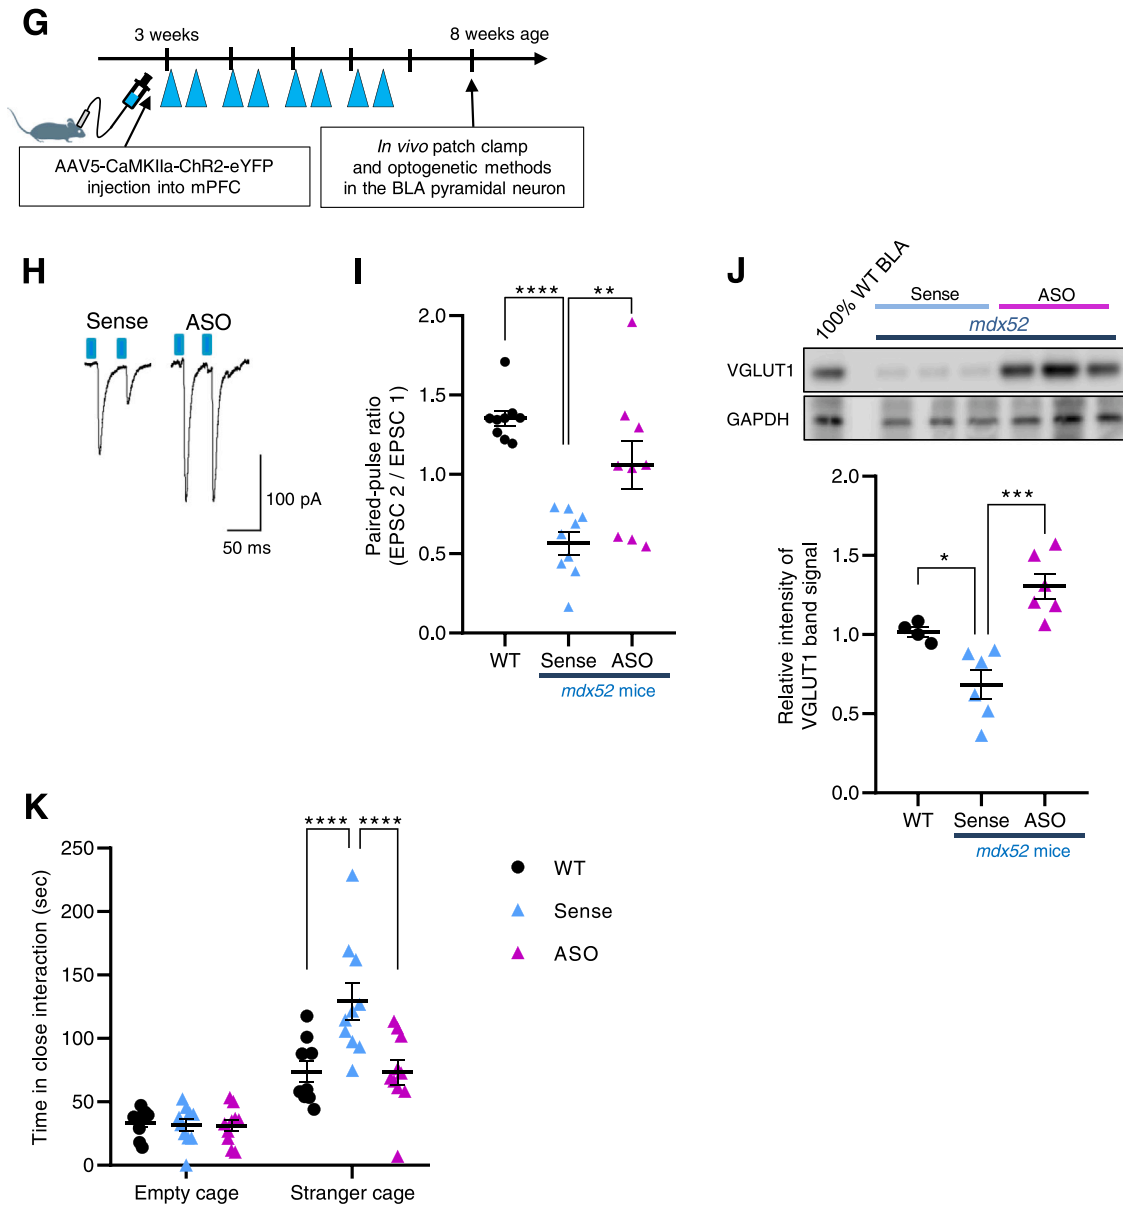 G
3 weeks
8 weeks age
AAV5-CaMKIIa-ChR2-eYFP
injection into mPFC
In vivo patch clamp
and optogenetic methods
in the BLA pyramidal neuron
H
Sense
ASO
100 pA
50 ms
I
****
**
2.0
1.5
1.0
0.5
0.0
Paired-pulse ratio
(EPSC 2 / EPSC 1)
WT
Sense
ASO
mdx52 mice
J
100% WT BLA
Sense
ASO
mdx52
VGLUT1
GAPDH
2.0
1.5
1.0
0.5
0.0
***
*
Relative intensity of
VGLUT1 band signal
WT
Sense
ASO
mdx52 mice
K
****
****
250
200
150
100
50
0
Time in close interaction (sec)
Empty cage
Stranger cage
WT
Sense
ASO